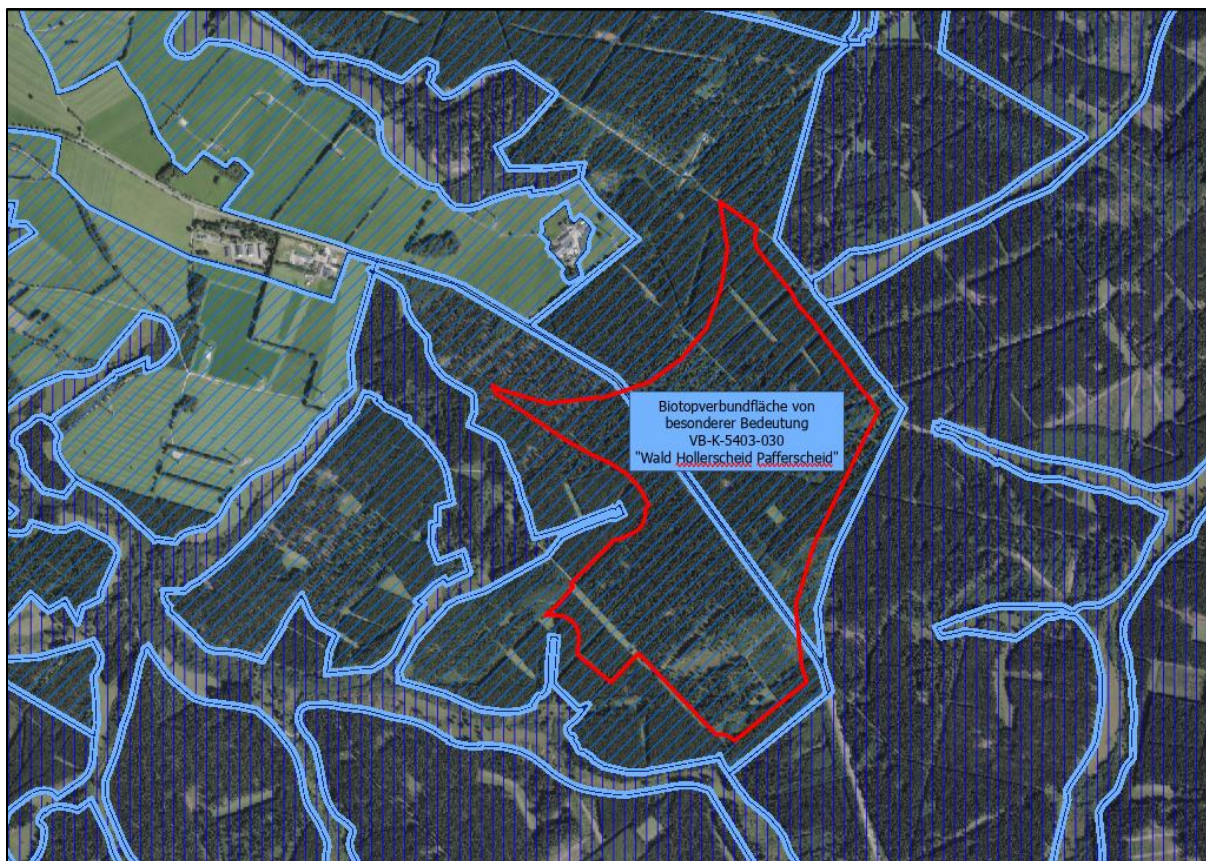 Biotopverbundfläche von
besonderer Bedeutung
VB-K-5403-030
"Wald Hollerscheid Pafferscheid"